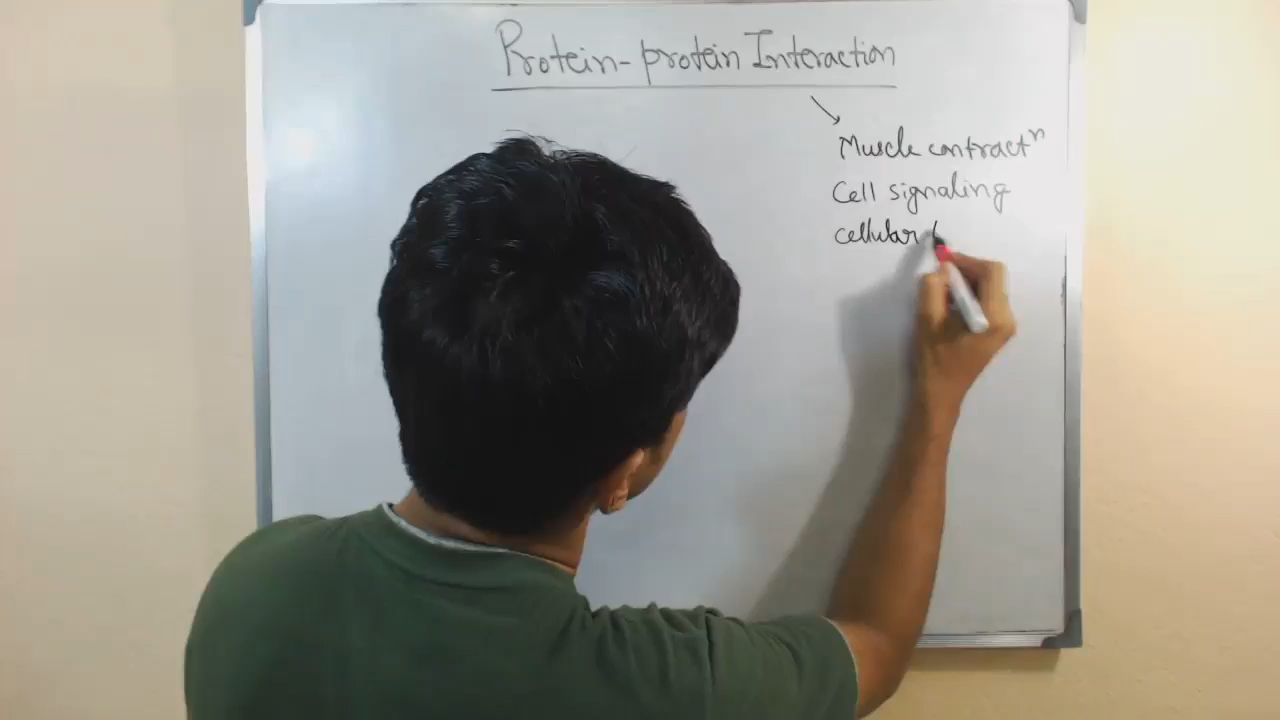 Protein-protein Interaction
Muscle contractⁿ
Cell signaling
cellular